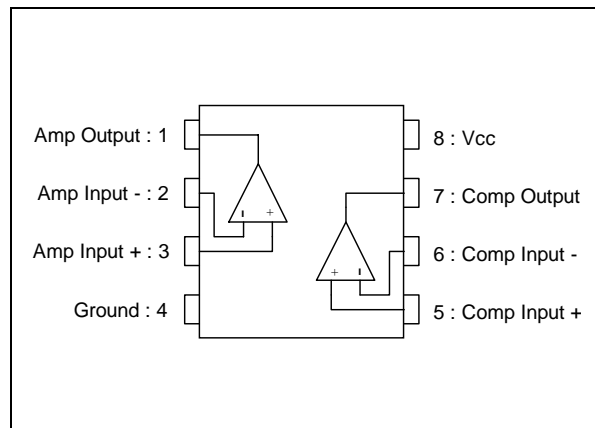 Amp Output : 1
Amp Input - : 2
Amp Input + : 3
Ground : 4
8 : Vcc
7 : Comp Output
6 : Comp Input -
5 : Comp Input +
- +
+ -